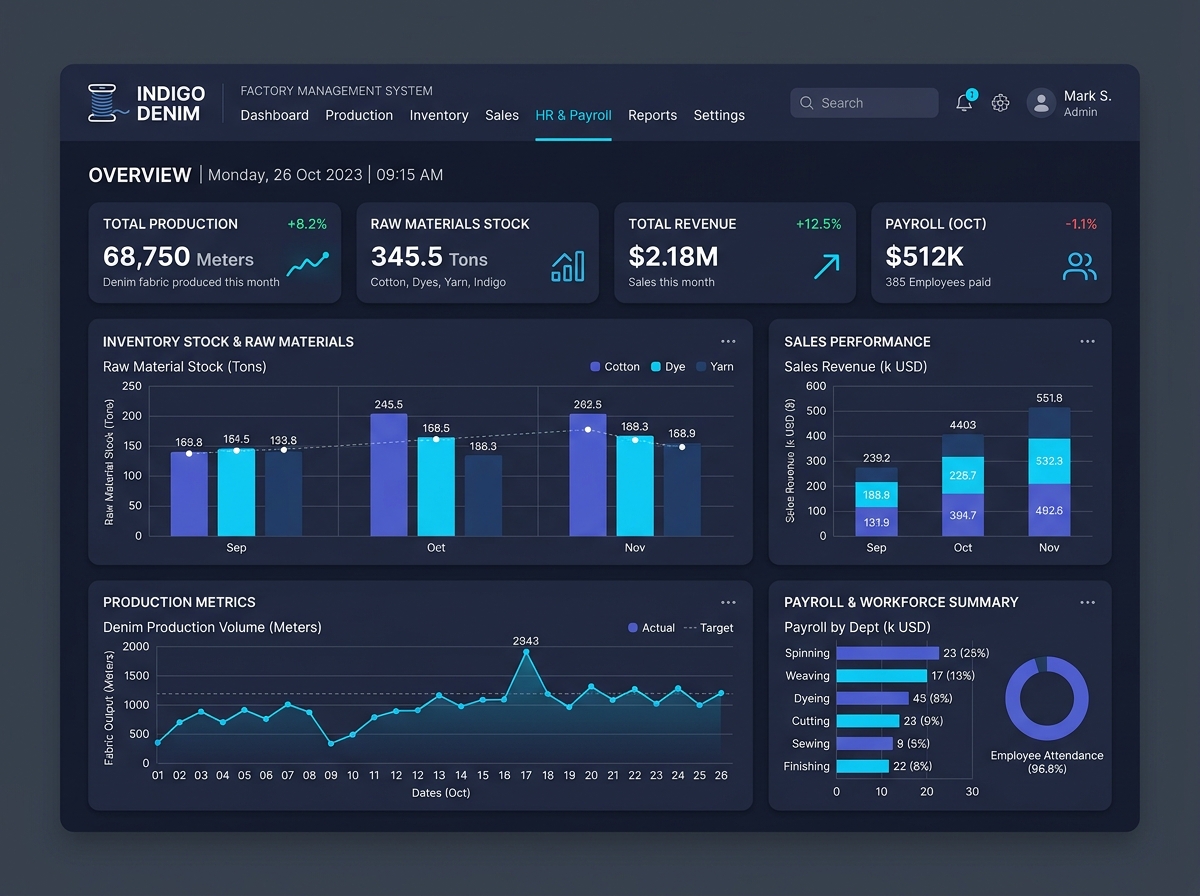 INDIGO
DENIM
FACTORY MANAGEMENT SYSTEM
Dashboard Production Inventory Sales HR & Payroll Reports Settings
Search
1
Mark S.
Admin
OVERVIEW | Monday, 26 Oct 2023 | 09:15 AM
TOTAL PRODUCTION +8.2%
68,750 Meters
Denim fabric produced this month
RAW MATERIALS STOCK
345.5 Tons
Cotton, Dyes, Yarn, Indigo
TOTAL REVENUE +12.5%
$2.18M
Sales this month
PAYROLL (OCT) -1.1%
$512K
385 Employees paid
INVENTORY STOCK & RAW MATERIALS
Raw Material Stock (Tons)
Cotton Dye Yarn
Raw Material Stock (Tons)
250
200
150
100
50
0
169.8 164.5 133.8
245.5 168.5 188.3
262.5 188.3 168.9
Sep Oct Nov
SALES PERFORMANCE
Sales Revenue (k USD)
600
500
400
300
200
100
0
239.2
188.8
131.9
4403
226.7
394.7
551.8
532.3
492.6
Sep Oct Nov
PRODUCTION METRICS
Denim Production Volume (Meters)
Actual Target
Fabric Output (Meters)
2000
1500
1000
500
0
2343
01 02 03 04 05 06 07 08 09 10 11 12 12 13 14 15 16 17 18 19 20 21 22 23 24 25 26
Dates (Oct)
PAYROLL & WORKFORCE SUMMARY
Payroll by Dept (k USD)
Spinning 23 (25%)
Weaving 17 (13%)
Dyeing 45 (8%)
Cutting 23 (9%)
Sewing 9 (5%)
Finishing 22 (8%)
0 10 20 30
Employee Attendance
(96.8%)